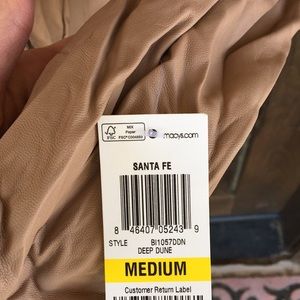 FSC
MIX
Paper
macys.com
SANTA FE
8 46407 05243 9
STYLE BI1057DDN
DEEP DUNE
MEDIUM
Customer Return Label